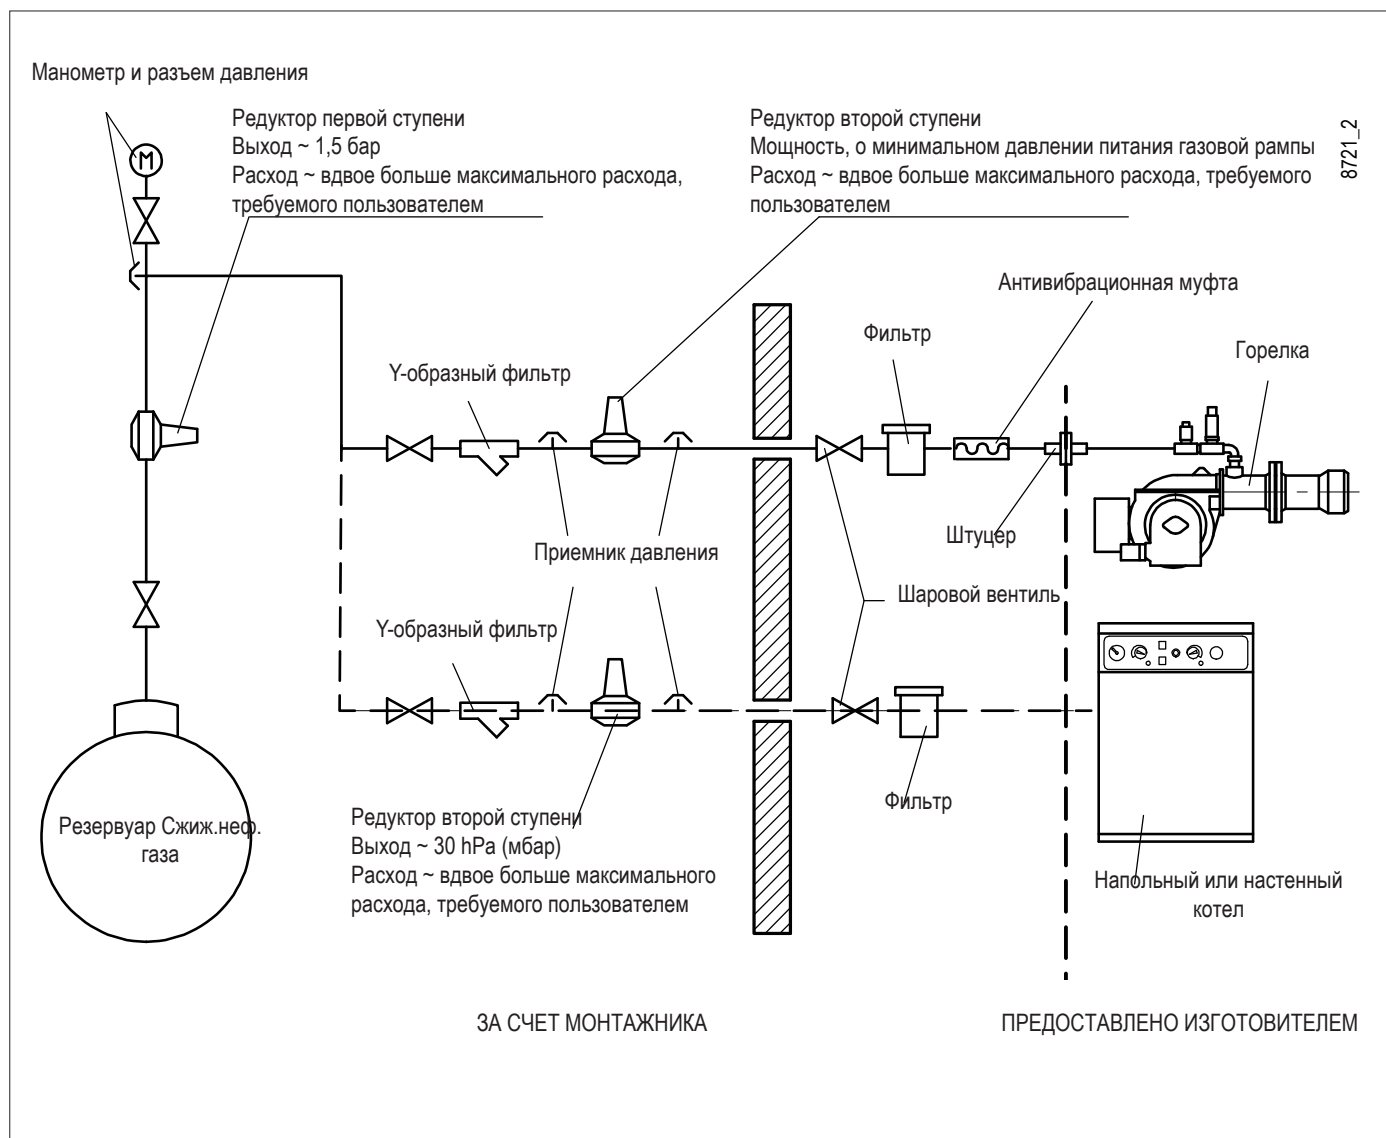 Манометр и разъем давления
Редуктор первой ступени
Выход ~ 1,5 бар
Расход ~ вдвое больше максимального расхода,
требуемого пользователем
Редуктор второй ступени
Мощность, о минимальном давлении питания газовой рампы
Расход ~ вдвое больше максимального расхода, требуемого
пользователем
8721_2
M
Антивибрационная муфта
Фильтр
Горелка
Y-образный фильтр
Штуцер
Приемник давления
Шаровой вентиль
Y-образный фильтр
Резервуар Сжиж.неф.
газа
Редуктор второй ступени
Выход ~ 30 hPa (мбар)
Расход ~ вдвое больше максимального
расхода, требуемого пользователем
Фильтр
Напольный или настенный
котел
ЗА СЧЕТ МОНТАЖНИКА
ПРЕДОСТАВЛЕНО ИЗГОТОВИТЕЛЕМ